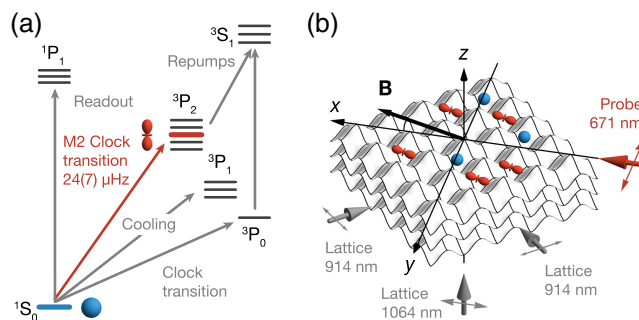 (a)
³S₁
¹P₁
Repumps
Readout
³P₂
M2 Clock
transition
24(7) μHz
³P₁
Cooling
³P₀
Clock
transition
¹S₀
(b)
z
B
x
Probe
671 nm
y
Lattice
914 nm
Lattice
1064 nm
Lattice
914 nm